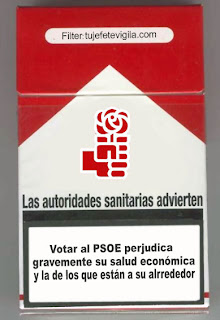 Filter:tujefetevigila.com
Las autoridades sanitarias advierten
Votar al PSOE perjudica
gravemente su salud económica
y la de los que están a su alrrededor